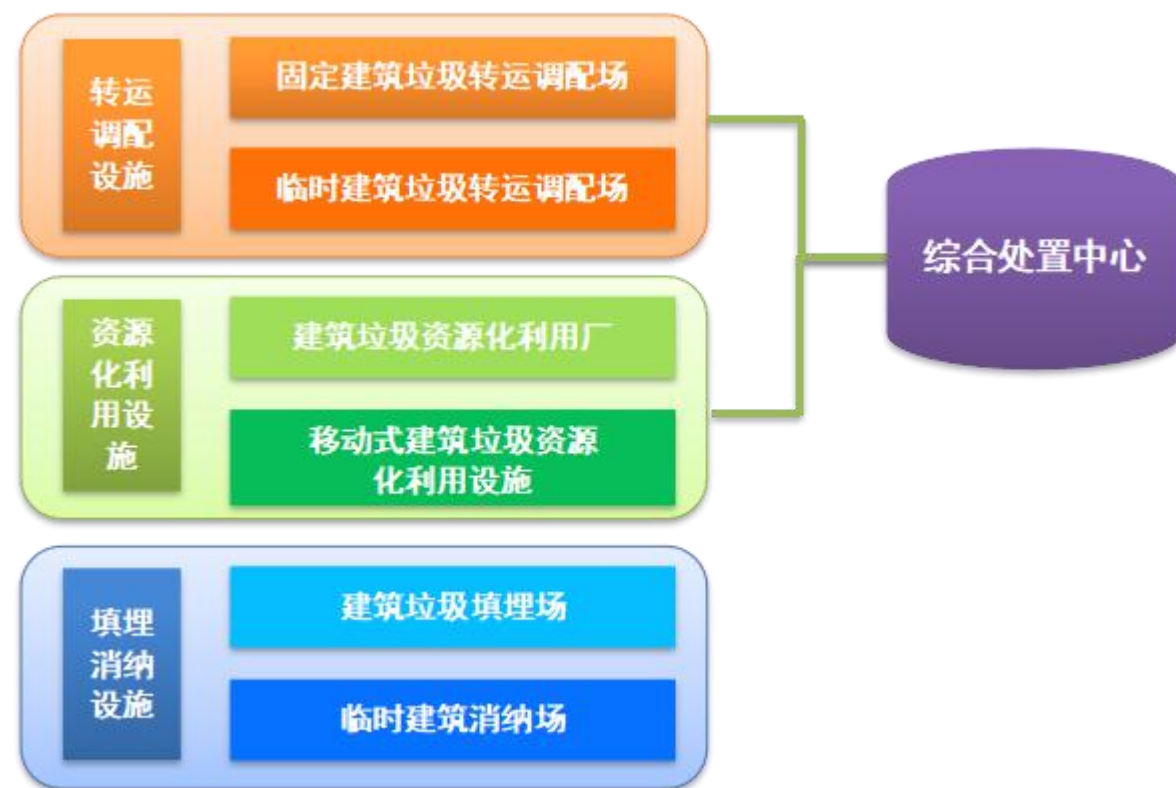 转运
调配
设施
固定建筑垃圾转运调配场
临时建筑垃圾转运调配场
综合处置中心
资源
化利
用设
施
建筑垃圾资源化利用厂
移动式建筑垃圾资源
化利用设施
填埋
消纳
设施
建筑垃圾填埋场
临时建筑消纳场